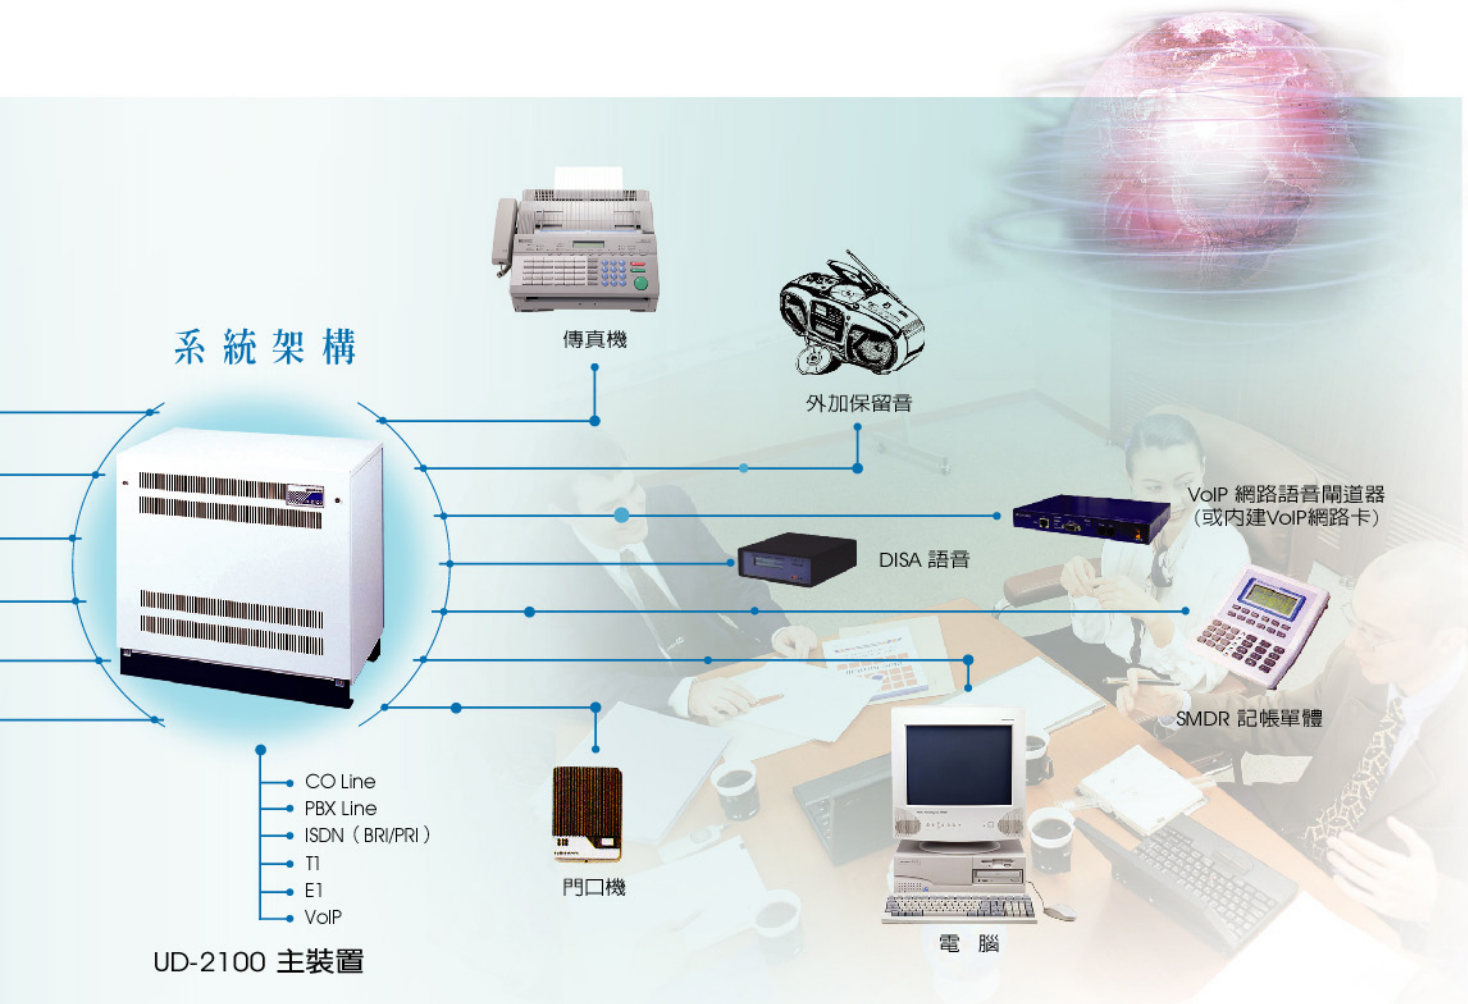 系統架構
傳真機
外加保留音
VoIP 網路語音閘道器
(或內建VoIP網路卡)
DISA 語音
SMDR 記帳單體
CO Line
PBX Line
ISDN ( BRI/PRI )
T1
E1
VoIP
門口機
電 腦
UD-2100 主裝置